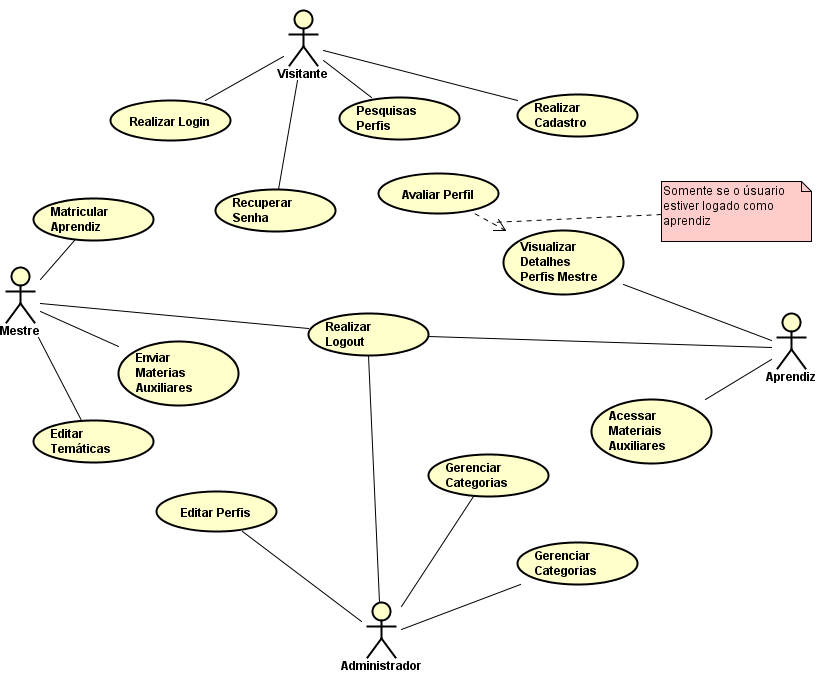 Visitante
Realizar Login
Pesquisas
Perfis
Realizar
Cadastro
Recuperar
Senha
Avaliar Perfil
Somente se o úsuario
estiver logado como
aprendiz
Matricular
Aprendiz
Visualizar
Detalhes
Perfis Mestre
Mestre
Realizar
Logout
Aprendiz
Enviar
Materias
Auxiliares
Editar
Temáticas
Acessar
Materiais
Auxiliares
Gerenciar
Categorias
Editar Perfis
Gerenciar
Categorias
Administrador